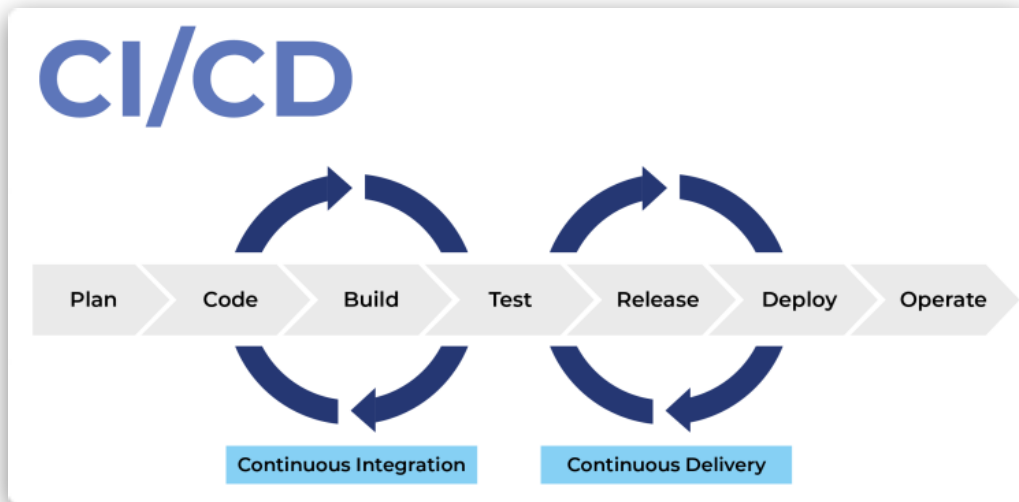 CI/CD
Plan Code Build Test Release Deploy Operate
Continuous Integration Continuous Delivery